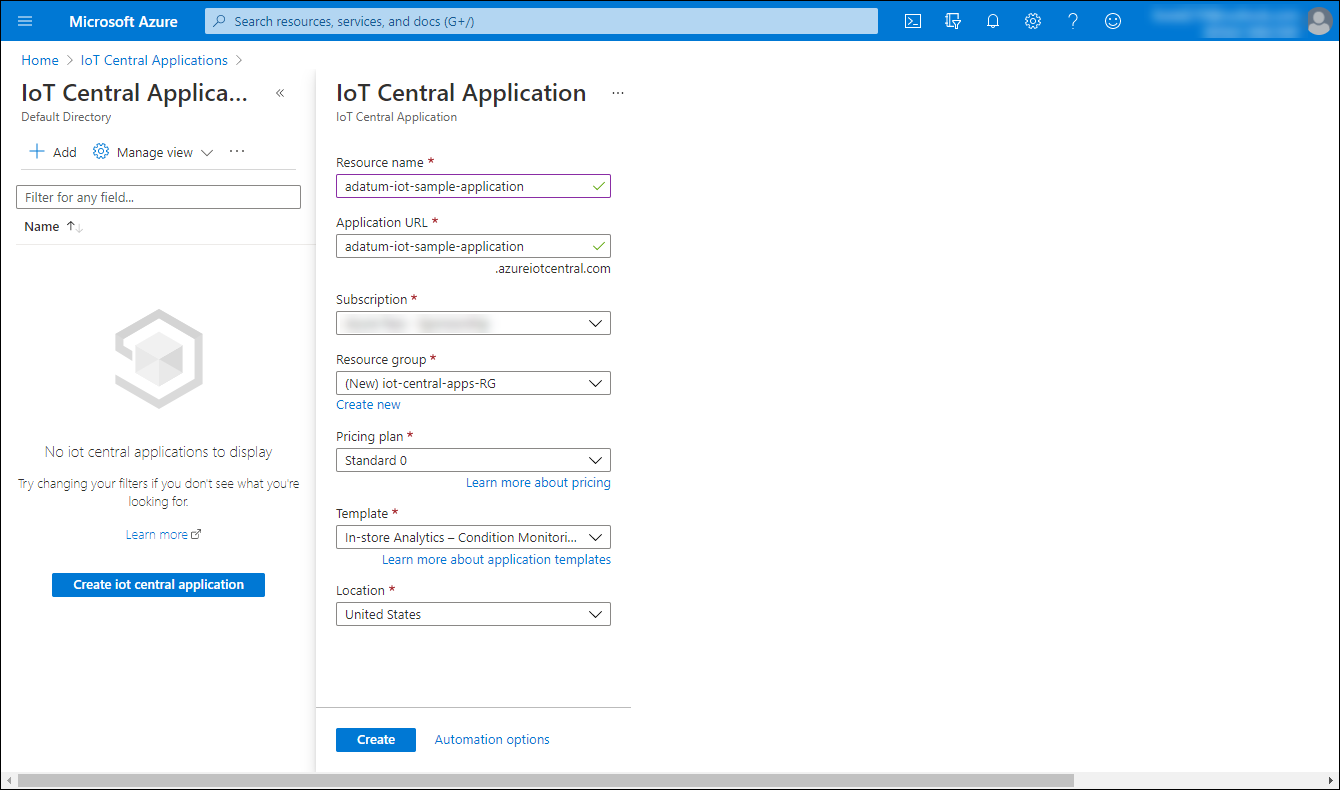 Microsoft Azure
Search resources, services, and docs (G+/)
Home > IoT Central Applications >
IoT Central Applica... «
Default Directory
+ Add Manage view ...
Filter for any field...
Name ↑↓
No iot central applications to display
Try changing your filters if you don't see what you're
looking for.
Learn more
Create iot central application
IoT Central Application ...
IoT Central Application
Resource name *
adatum-iot-sample-application
Application URL *
adatum-iot-sample-application
.azureiotcentral.com
Subscription *
Resource group *
(New) iot-central-apps-RG
Create new
Pricing plan *
Standard 0
Learn more about pricing
Template *
In-store Analytics – Condition Monitori...
Learn more about application templates
Location *
United States
Create
Automation options